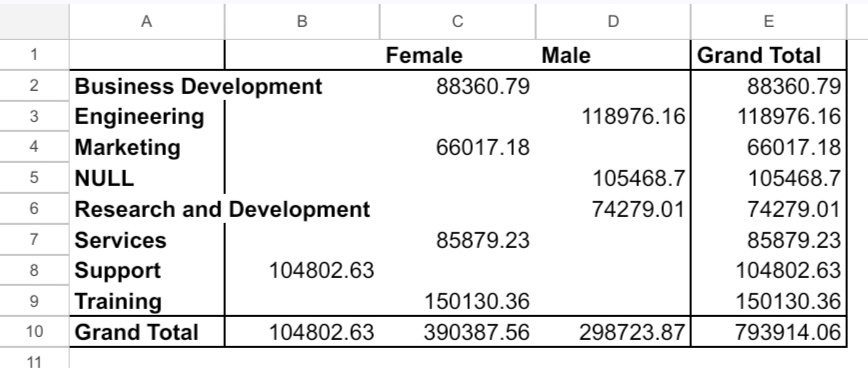 A B C D E
1 Female Male Grand Total
2 Business Development 88360.79 88360.79
3 Engineering 118976.16 118976.16
4 Marketing 66017.18 66017.18
5 NULL 105468.7 105468.7
6 Research and Development 74279.01 74279.01
7 Services 85879.23 85879.23
8 Support 104802.63 104802.63
9 Training 150130.36 150130.36
10 Grand Total 104802.63 390387.56 298723.87 793914.06
11